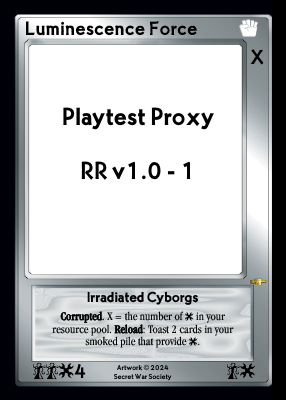 Luminescence Force
X
Playtest Proxy
RR v1.0 - 1
Irradiated Cyborgs
Corrupted. X = the number of in your
resource pool. Reload: Toast 2 cards in your
smoked pile that provide .
4
Artwork © 2024
Secret War Society